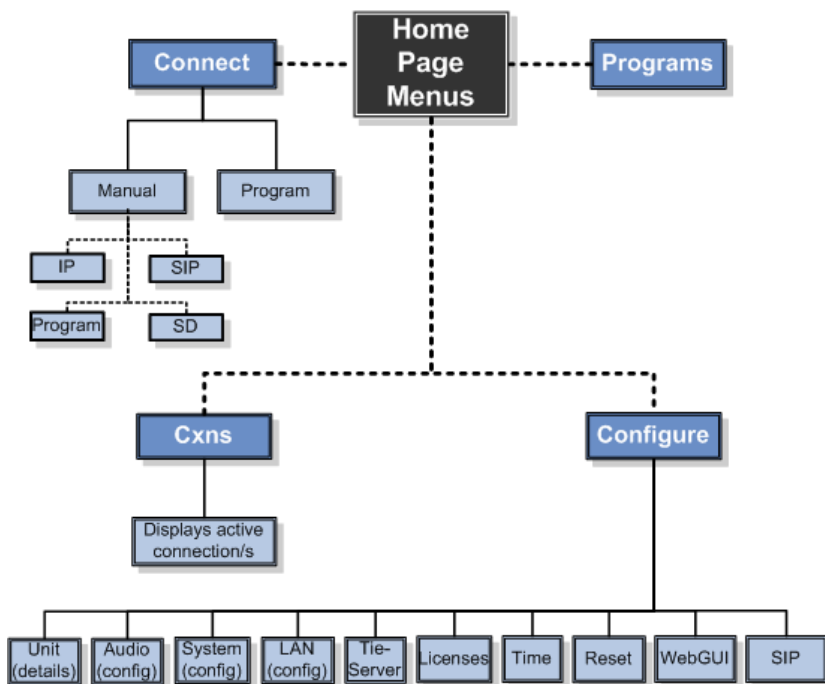 Home
Page
Menus
Connect
Programs
Manual
Program
IP
SIP
Program
SD
Cxns
Configure
Displays active
connection/s
Unit
(details)
Audio
(config)
System
(config)
LAN
(config)
Tie-
Server
Licenses
Time
Reset
WebGUI
SIP